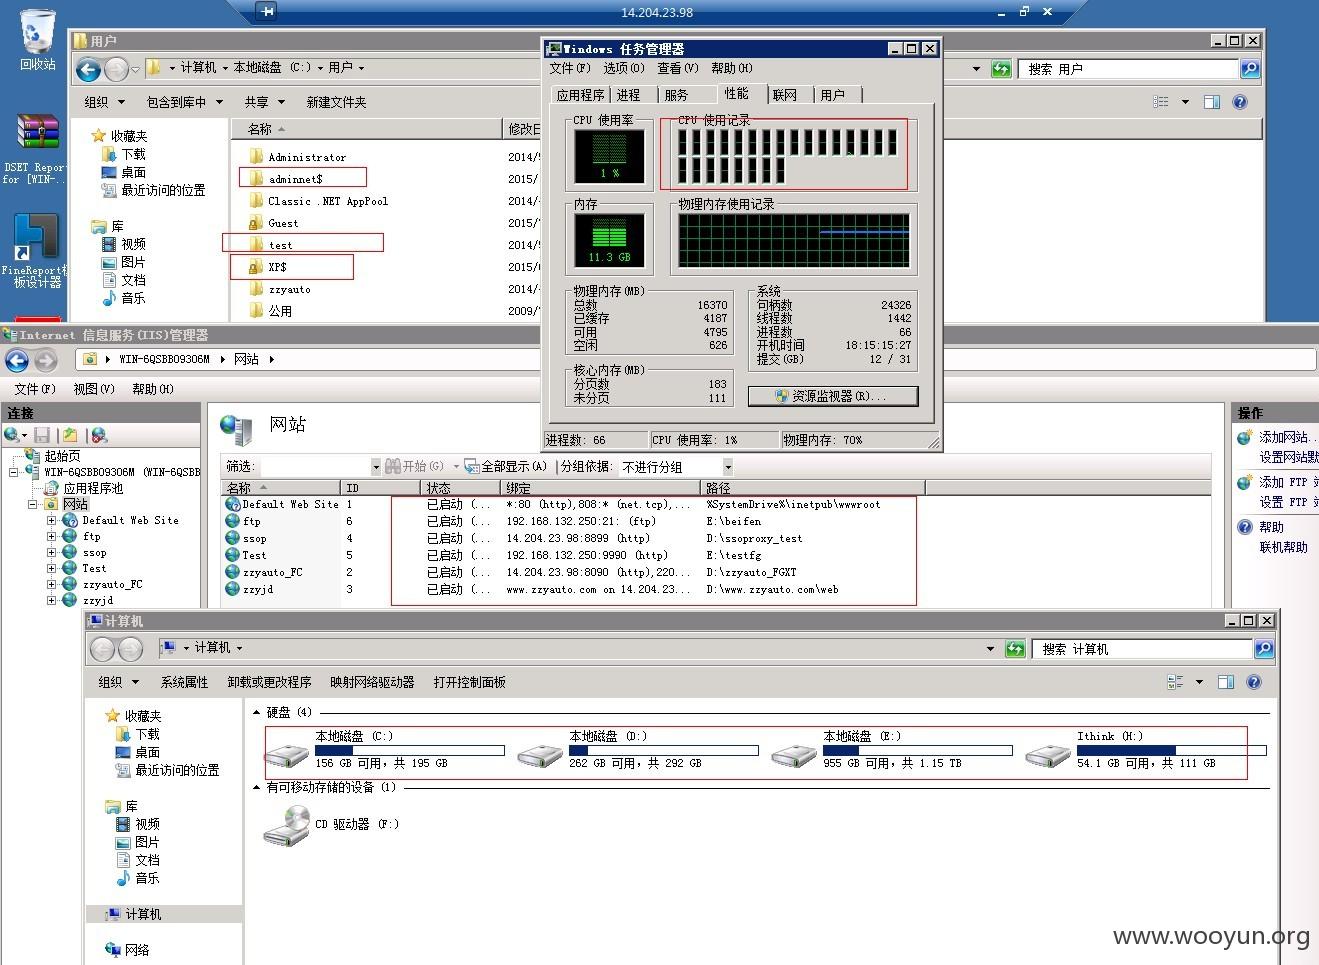 14.204.23.98
回收站
DSET Repor
for [WIN-...
FineReport模
板设计器
用户
计算机 本地磁盘 (C:) 用户
搜索 用户
组织 包含到库中 共享 新建文件夹
收藏夹
下载
桌面
最近访问的位置
库
视频
图片
文档
音乐
名称 修改日
Administrator 2014/
adminnet$ 2015/
Classic .NET AppPool 2014/
Guest 2015/
test 2014/
XP$ 2015/
zzyauto 2014/
公用 2009/
Windows 任务管理器
文件(F) 选项(O) 查看(V) 帮助(H)
应用程序 进程 服务 性能 联网 用户
CPU 使用率 CPU 使用记录
1 %
内存 物理内存使用记录
11.3 GB
物理内存(MB)
总数 16370
已缓存 4187
可用 4795
空闲 626
系统
句柄数 24326
线程数 1442
进程数 66
开机时间 18:15:15:27
提交(GB) 12 / 31
核心内存(MB)
分页数 183
未分页 111
资源监视器(R)...
进程数: 66 CPU 使用率: 1% 物理内存: 70%
Internet 信息服务(IIS)管理器
WIN-6QSBBO9306M 网站
文件(F) 视图(V) 帮助(H)
连接
起始页
WIN-6QSBBO9306M (WIN-6QSBB
应用程序池
网站
Default Web Site
ftp
ssop
Test
zzyauto_FC
zzyjd
网站
筛选: 开始(G) 全部显示(A) 分组依据: 不进行分组
名称 ID 状态 绑定 路径
Default Web Site 1 已启动 (... *:80 (http),808:* (net.tcp),... %SystemDrive%\inetpub\wwwroot
ftp 6 已启动 (... 192.168.132.250:21: (ftp) E:\beifen
ssop 4 已启动 (... 14.204.23.98:8899 (http) D:\ssoproxy_test
Test 5 已启动 (... 192.168.132.250:9990 (http) E:\testfg
zzyauto_FC 2 已启动 (... 14.204.23.98:8090 (http),220... D:\zzyauto_FGXT
zzyjd 3 已启动 (... www.zzyauto.com on 14.204.23... D:\www.zzyauto.com\web
操作
添加网站..
设置网站默
添加 FTP 站
设置 FTP 站
帮助
联机帮助
计算机
计算机
搜索 计算机
组织 系统属性 卸载或更改程序 映射网络驱动器 打开控制面板
收藏夹
下载
桌面
最近访问的位置
库
视频
图片
文档
音乐
计算机
网络
硬盘 (4)
本地磁盘 (C:)
156 GB 可用，共 195 GB
本地磁盘 (D:)
262 GB 可用，共 292 GB
本地磁盘 (E:)
955 GB 可用，共 1.15 TB
Ithink (H:)
54.1 GB 可用，共 111 GB
有可移动存储的设备 (1)
CD 驱动器 (F:)
www.wooyun.org